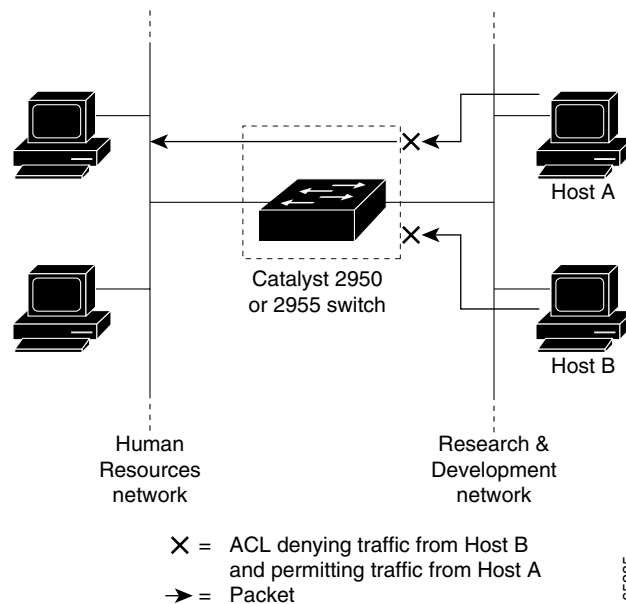 Host A
Catalyst 2950
or 2955 switch
Host B
Human
Resources
network
Research &
Development
network
X = ACL denying traffic from Host B
and permitting traffic from Host A
= Packet